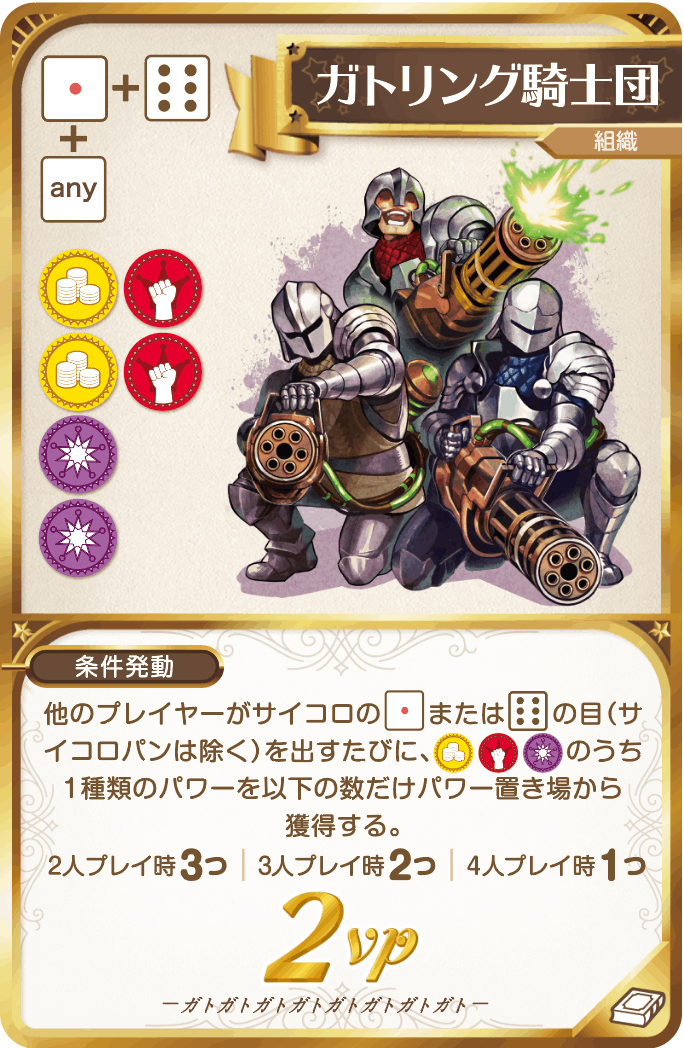 ガトリング騎士団
組織
+
+
any
条件発動
他のプレイヤーがサイコロの または の目(サ
イコロパンは除く)を出すたびに、 のうち
1種類のパワーを以下の数だけパワー置き場から
獲得する。
2人プレイ時3つ|3人プレイ時2つ|4人プレイ時1つ
2vp
ーガトガトガトガトガトガトガトガトー